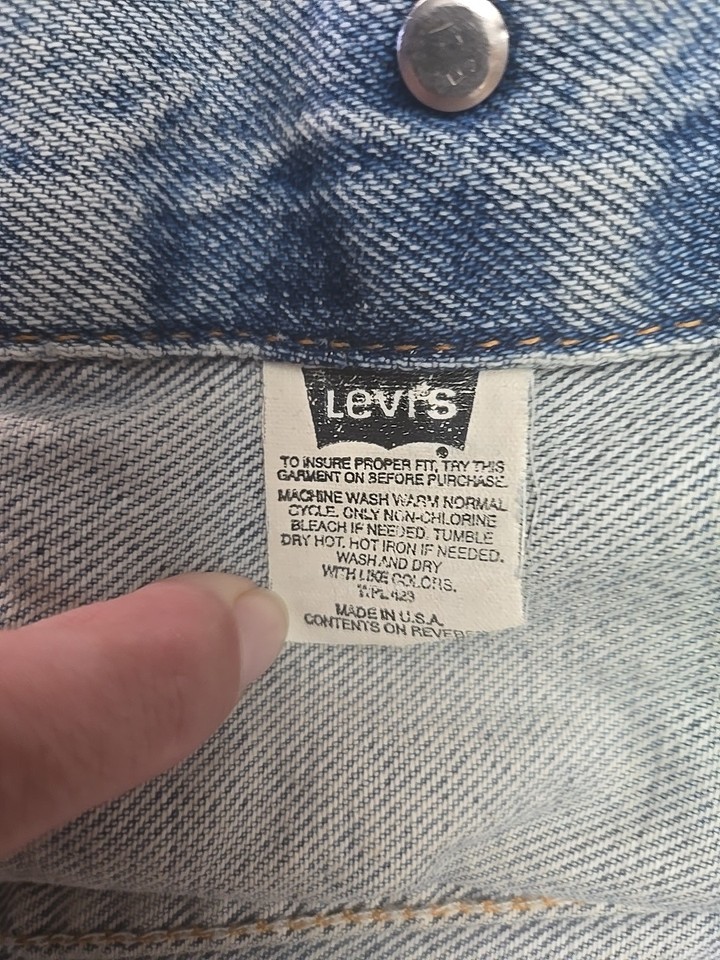 Levi's
TO INSURE PROPER FIT, TRY THIS
GARMENT ON BEFORE PURCHASE.
MACHINE WASH WARM NORMAL
CYCLE. ONLY NON-CHLORINE
BLEACH IF NEEDED. TUMBLE
DRY HOT. HOT IRON IF NEEDED.
WASH AND DRY
WITH LIKE COLORS.
WPL 423
MADE IN U.S.A.
CONTENTS ON REVERSE